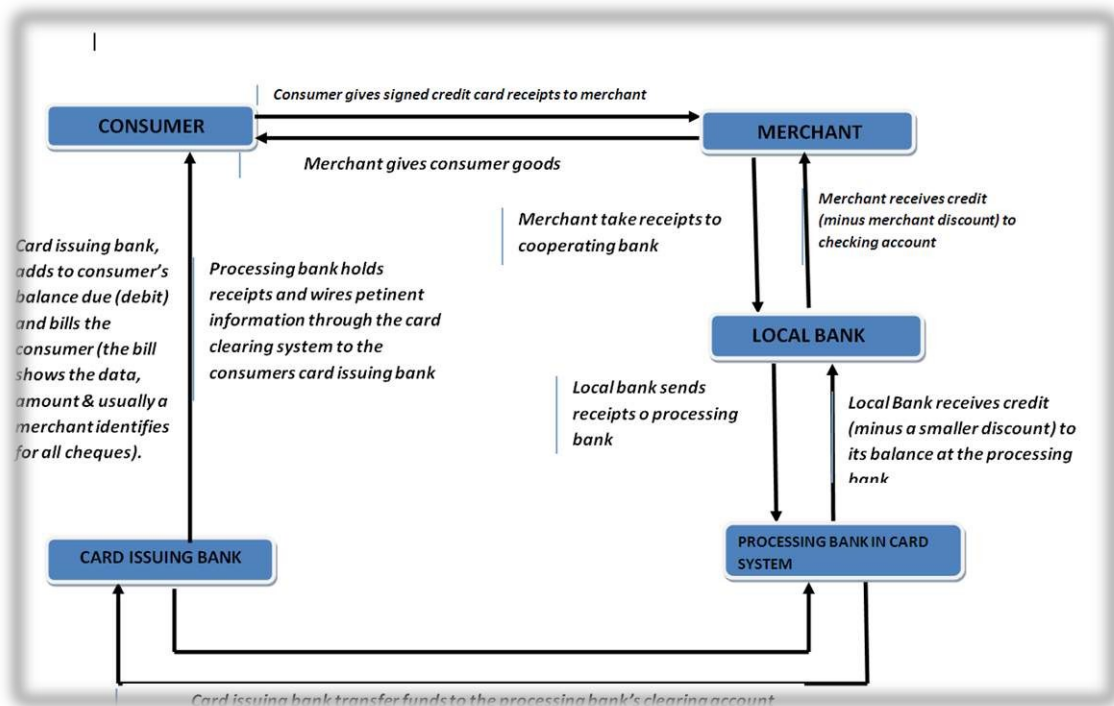 Consumer gives signed credit card receipts to merchant
CONSUMER
MERCHANT
Merchant gives consumer goods
Merchant take receipts to
cooperating bank
Merchant receives credit
(minus merchant discount) to
checking account
Card issuing bank,
adds to consumer's
balance due (debit)
and bills the
consumer (the bill
shows the data,
amount & usually a
merchant identifies
for all cheques).
Processing bank holds
receipts and wires petinent
information through the card
clearing system to the
consumers card issuing bank
LOCAL BANK
Local bank sends
receipts o processing
bank
Local Bank receives credit
(minus a smaller discount) to
its balance at the processing
bank
CARD ISSUING BANK
PROCESSING BANK IN CARD
SYSTEM
Card issuing bank transfer funds to the processing bank's clearing account